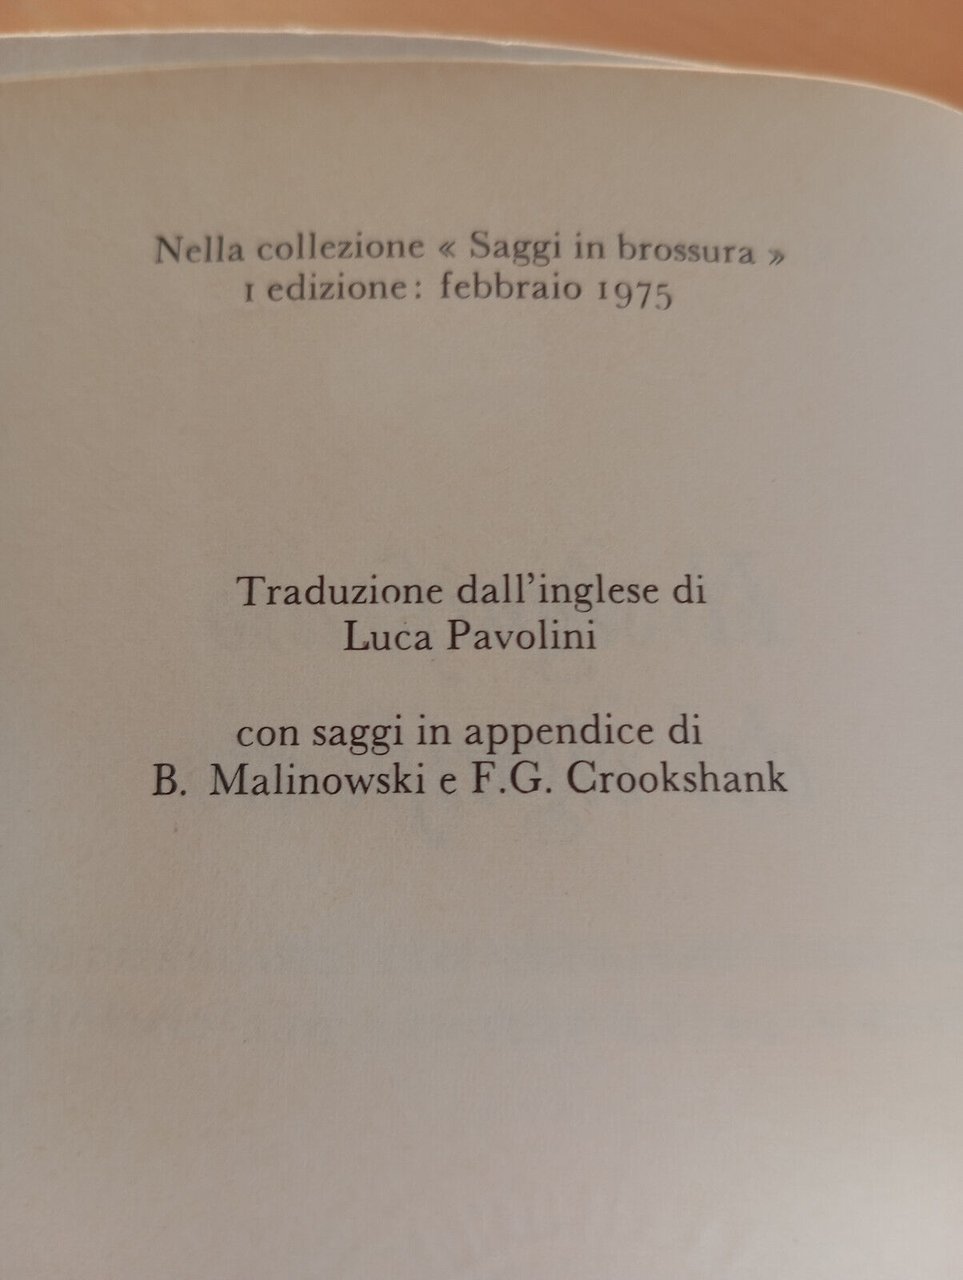 Nella collezione « Saggi in brossura »
1 edizione: febbraio 1975
Traduzione dall'inglese di
Luca Pavolini
con saggi in appendice di
B. Malinowski e F.G. Crookshank